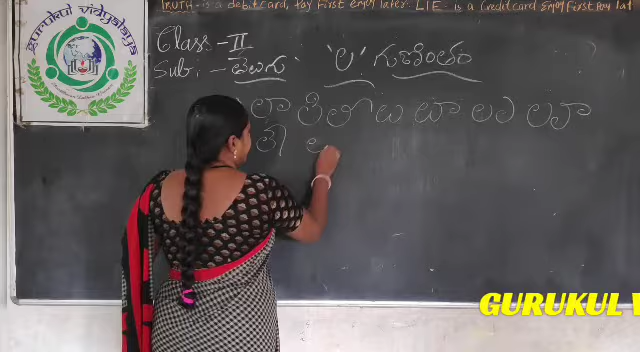 TRUTH - is a debit card, Pay First enjoy later. LIE - is a Credit card Enjoy First Pay lat
gurukul vidyalaya
Class - II
Sub. - తెలుగు
'ల' గుణింతం
లా లి లీ లు లూ లృ లౄ
లే ల
GURUKUL V